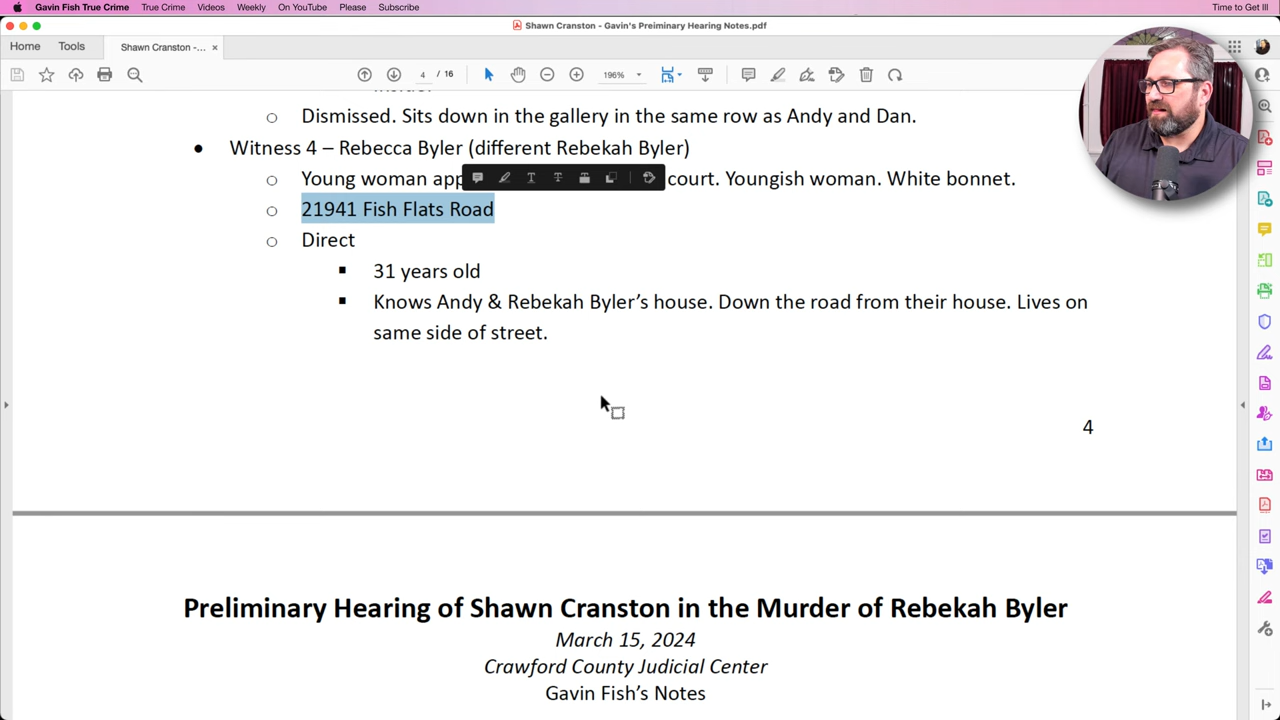 Gavin Fish True Crime True Crime Videos Weekly On YouTube Please Subscribe Time to Get Ill
Shawn Cranston - Gavin's Preiminary Hearing Notes.pdf
Home Tools Shawn Cranston -... ×
4 / 16 196%
Dismissed. Sits down in the gallery in the same row as Andy and Dan.
Witness 4 – Rebecca Byler (different Rebekah Byler)
Young woman app court. Youngish woman. White bonnet.
21941 Fish Flats Road
Direct
31 years old
Knows Andy & Rebekah Byler's house. Down the road from their house. Lives on
same side of street.
4
Preliminary Hearing of Shawn Cranston in the Murder of Rebekah Byler
March 15, 2024
Crawford County Judicial Center
Gavin Fish's Notes